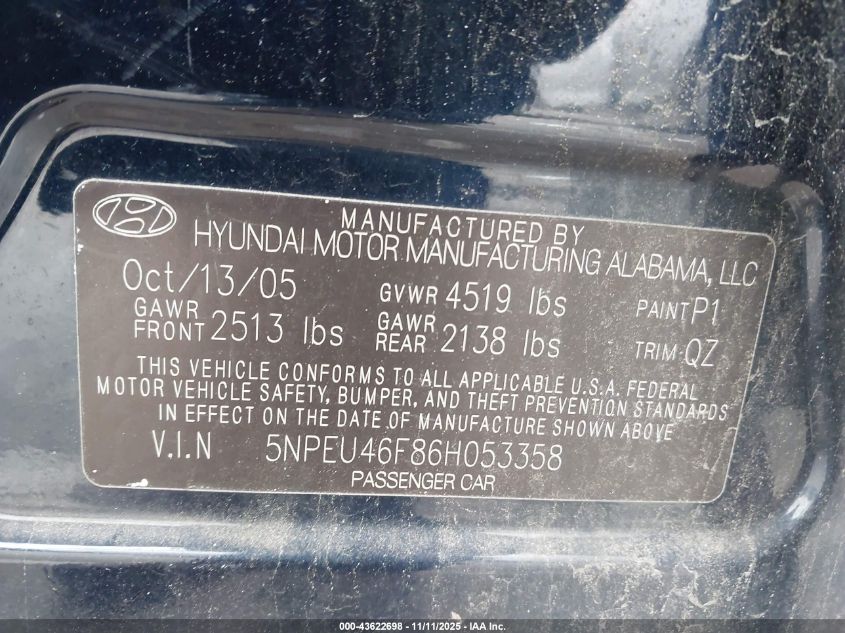 MANUFACTURED BY
HYUNDAI MOTOR MANUFACTURING ALABAMA, LLC
Oct/13/05 GVWR 4519 lbs PAINT P1
GAWR FRONT 2513 lbs GAWR REAR 2138 lbs TRIM QZ
THIS VEHICLE CONFORMS TO ALL APPLICABLE U.S.A. FEDERAL
MOTOR VEHICLE SAFETY, BUMPER, AND THEFT PREVENTION STANDARDS
IN EFFECT ON THE DATE OF MANUFACTURE SHOWN ABOVE
V.I.N 5NPEU46F86H053358
PASSENGER CAR
000-43622698 - 11/11/2025 - © IAA Inc.